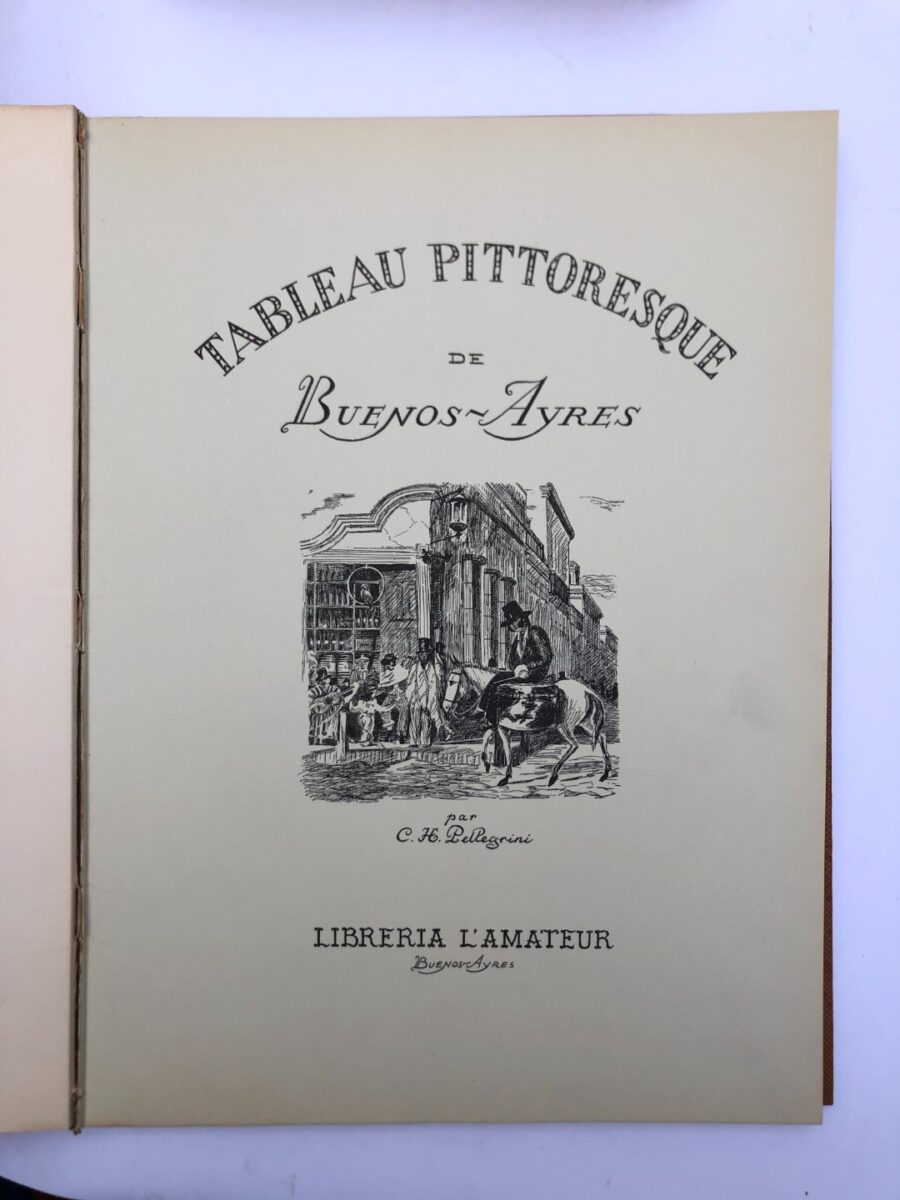 TABLEAU PITTORESQUE
DE
BUENOS~AYRES
par
C. H. Pellegrini
LIBRERIA L'AMATEUR
BUENOS~AYRES